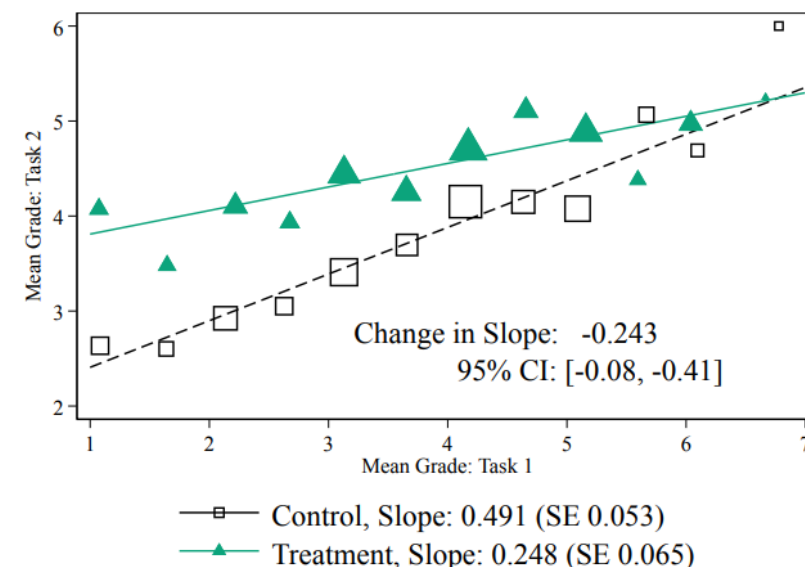 6
5
4
3
2
Mean Grade: Task 2
Change in Slope: -0.243
95% CI: [-0.08, -0.41]
1 2 3 4 5 6 7
Mean Grade: Task 1
Control, Slope: 0.491 (SE 0.053)
Treatment, Slope: 0.248 (SE 0.065)